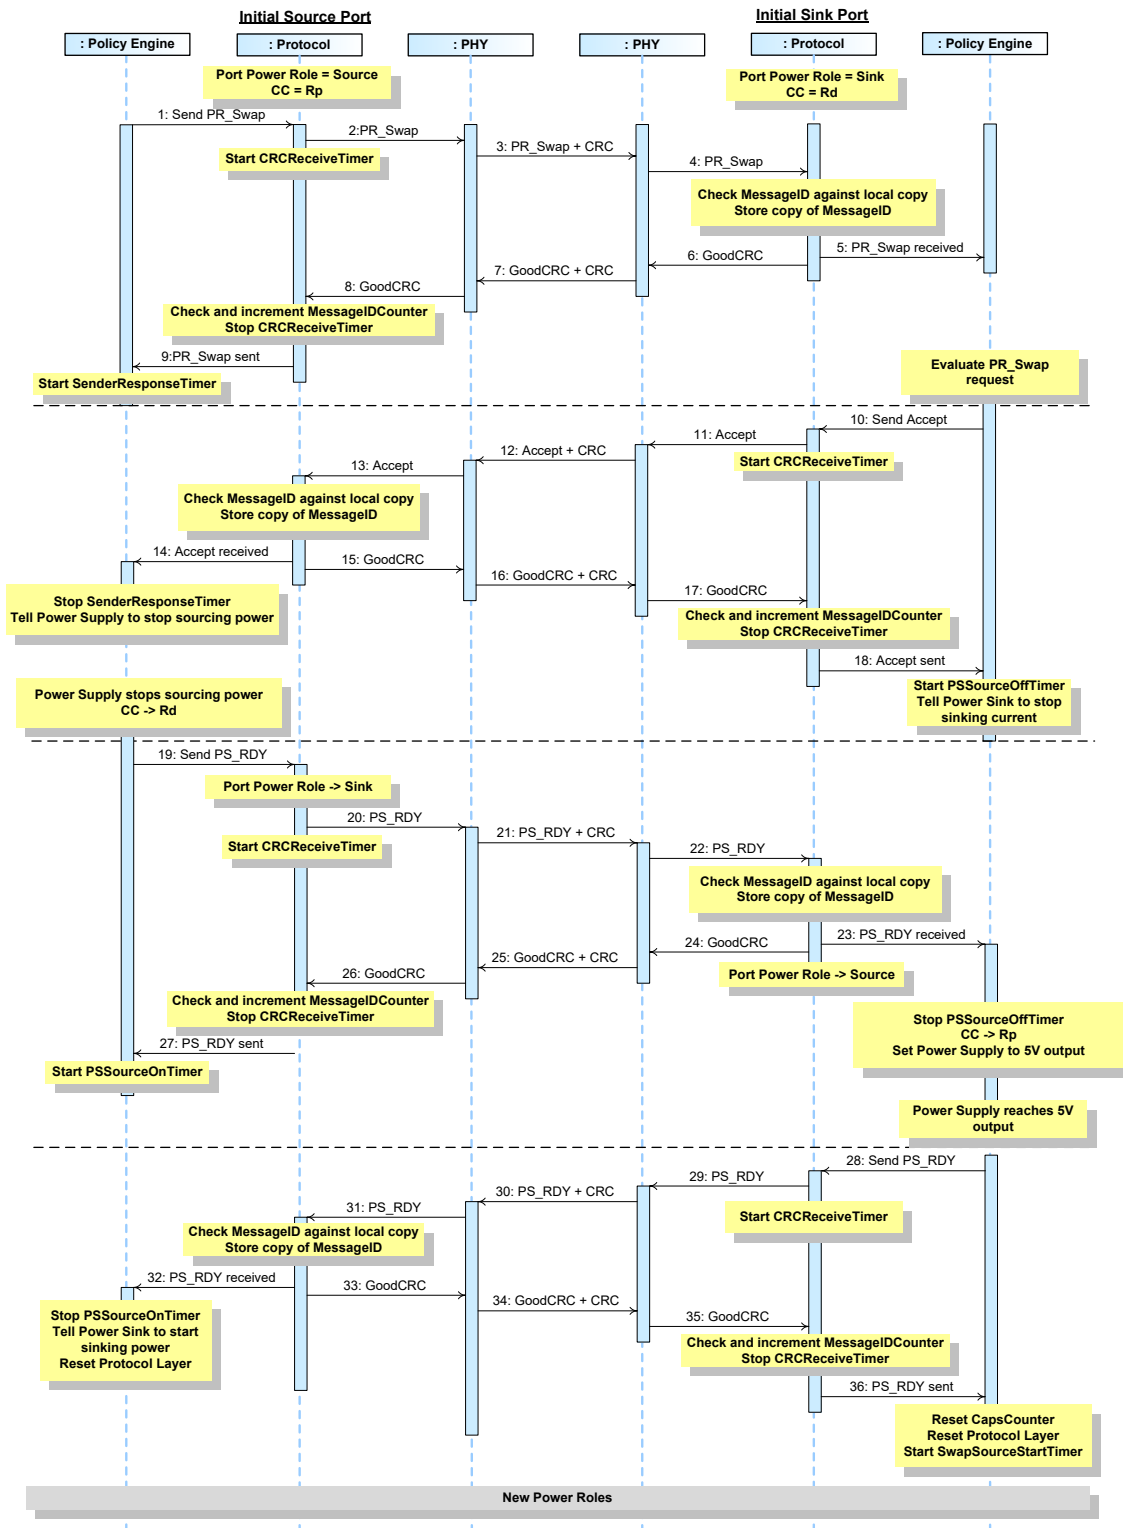 Initial Source Port
Initial Sink Port
: Policy Engine
: Protocol
: PHY
: PHY
: Protocol
: Policy Engine
Port Power Role = Source
CC = Rp
Port Power Role = Sink
CC = Rd
1: Send PR_Swap
2:PR_Swap
Start CRCReceiveTimer
3: PR_Swap + CRC
4: PR_Swap
Check MessageID against local copy
Store copy of MessageID
5: PR_Swap received
6: GoodCRC
7: GoodCRC + CRC
8: GoodCRC
Check and increment MessageIDCounter
Stop CRCReceiveTimer
9:PR_Swap sent
Start SenderResponseTimer
Evaluate PR_Swap
request
10: Send Accept
11: Accept
Start CRCReceiveTimer
12: Accept + CRC
13: Accept
Check MessageID against local copy
Store copy of MessageID
14: Accept received
15: GoodCRC
16: GoodCRC + CRC
17: GoodCRC
Stop SenderResponseTimer
Tell Power Supply to stop sourcing power
Check and increment MessageIDCounter
Stop CRCReceiveTimer
18: Accept sent
Start PSSourceOffTimer
Tell Power Sink to stop
sinking current
Power Supply stops sourcing power
CC -> Rd
19: Send PS_RDY
Port Power Role -> Sink
20: PS_RDY
Start CRCReceiveTimer
21: PS_RDY + CRC
22: PS_RDY
Check MessageID against local copy
Store copy of MessageID
23: PS_RDY received
24: GoodCRC
Port Power Role -> Source
25: GoodCRC + CRC
26: GoodCRC
Check and increment MessageIDCounter
Stop CRCReceiveTimer
27: PS_RDY sent
Start PSSourceOnTimer
Stop PSSourceOffTimer
CC -> Rp
Set Power Supply to 5V output
Power Supply reaches 5V
output
28: Send PS_RDY
29: PS_RDY
Start CRCReceiveTimer
30: PS_RDY + CRC
31: PS_RDY
Check MessageID against local copy
Store copy of MessageID
32: PS_RDY received
33: GoodCRC
34: GoodCRC + CRC
35: GoodCRC
Stop PSSourceOnTimer
Tell Power Sink to start
sinking power
Reset Protocol Layer
Check and increment MessageIDCounter
Stop CRCReceiveTimer
36: PS_RDY sent
Reset CapsCounter
Reset Protocol Layer
Start SwapSourceStartTimer
New Power Roles